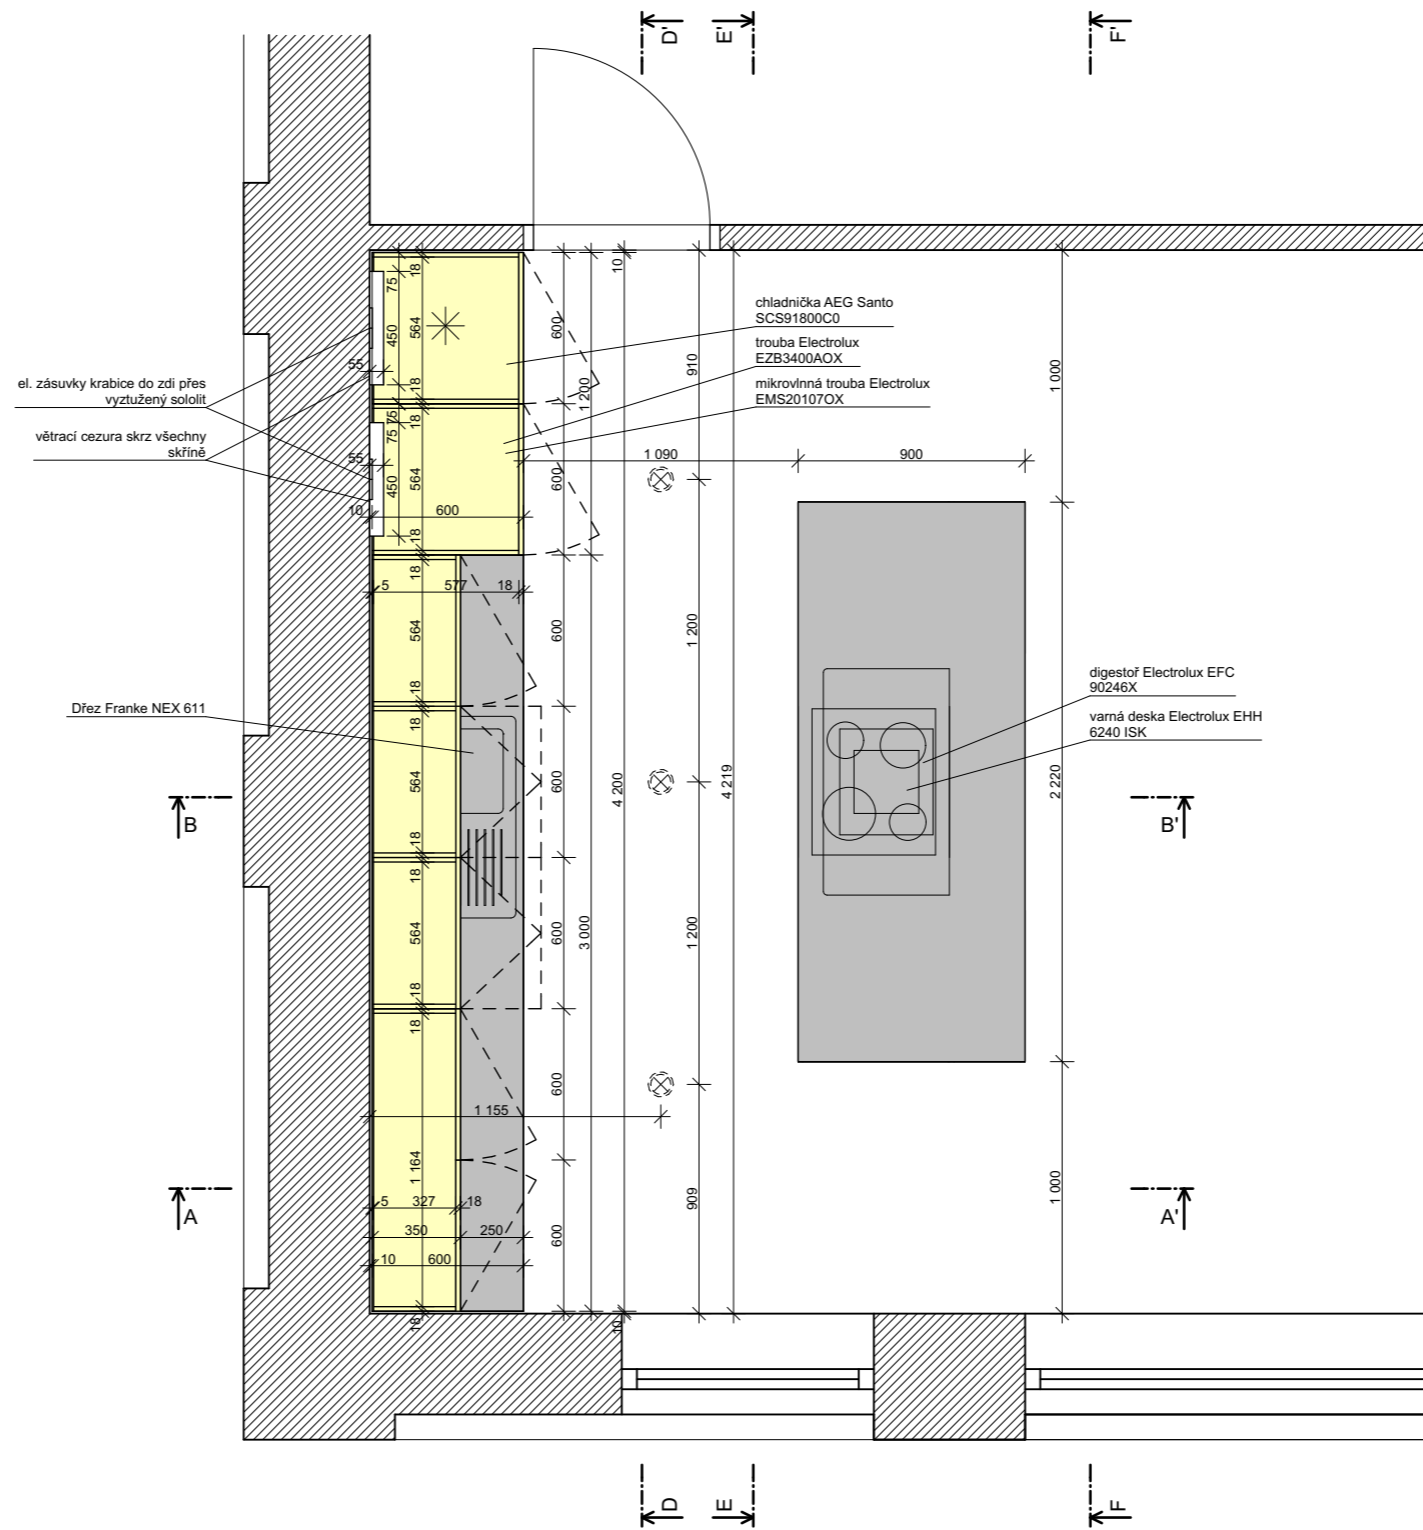 D'
E'
F'
chladnička AEG Santo
SCS91800C0
trouba Electrolux
EZB3400AOX
mikrovlnná trouba Electrolux
EMS20107OX
el. zásuvky krabice do zdi přes
vyztužený sololit
větrací cezura skrz všechny
skříně
Dřez Franke NEX 611
digestoř Electrolux EFC
90246X
varná deska Electrolux EHH
6240 ISK
18
75
450
564
55
18
75
75
18
55
450
564
10
600
18
5
577
18
18
564
18
18
564
18
18
564
18
18
1 164
5
327
18
350
250
10
600
18
600
1 200
600
600
600
600
600
600
3 000
10
4 200
10
910
1 200
1 200
909
4 219
1 090
900
1 155
1 000
2 220
1 000
B
B'
A
A'
D
E
F